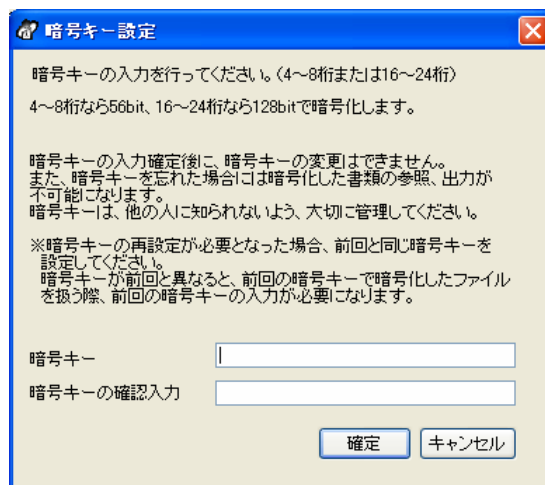 暗号キー設定
暗号キーの入力を行ってください。(4～8桁または16～24桁)
4～8桁なら56bit、16～24桁なら128bitで暗号化します。
暗号キーの入力確定後に、暗号キーの変更はできません。
また、暗号キーを忘れた場合には暗号化した書類の参照、出力が
不可能になります。
暗号キーは、他の人に知られないよう、大切に管理してください。
※暗号キーの再設定が必要となった場合、前回と同じ暗号キーを
設定してください。
暗号キーが前回と異なると、前回の暗号キーで暗号化したファイル
を扱う際、前回の暗号キーの入力が必要になります。
暗号キー
暗号キーの確認入力
確定 キャンセル